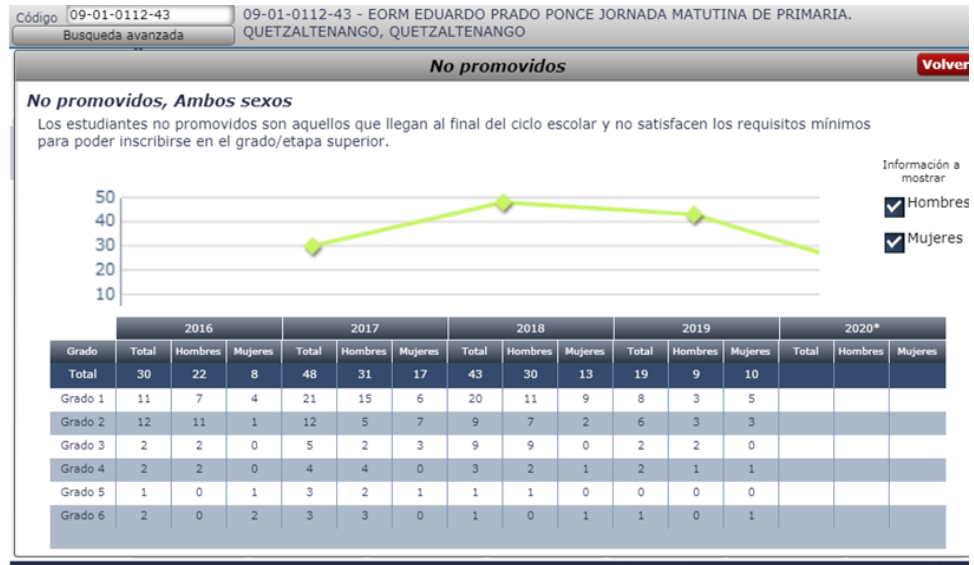 Código 09-01-0112-43 09-01-0112-43 - EORM EDUARDO PRADO PONCE JORNADA MATUTINA DE PRIMARIA.
Busqueda avanzada QUETZALTENANGO, QUETZALTENANGO
No promovidos Volver
No promovidos, Ambos sexos
Los estudiantes no promovidos son aquellos que llegan al final del ciclo escolar y no satisfacen los requisitos mínimos
para poder inscribirse en el grado/etapa superior.
Información a
mostrar
Hombres
Mujeres
50
40
30
20
10
2016 2017 2018 2019 2020*
Grado Total Hombres Mujeres Total Hombres Mujeres Total Hombres Mujeres Total Hombres Mujeres Total Hombres Mujeres
Total 30 22 8 48 31 17 43 30 13 19 9 10
Grado 1 11 7 4 21 15 6 20 11 9 8 3 5
Grado 2 12 11 1 12 5 7 9 7 2 6 3 3
Grado 3 2 2 0 5 2 3 9 9 0 2 2 0
Grado 4 2 2 0 4 4 0 3 2 1 2 1 1
Grado 5 1 0 1 3 2 1 1 1 0 0 0 0
Grado 6 2 0 2 3 3 0 1 0 1 1 0 1